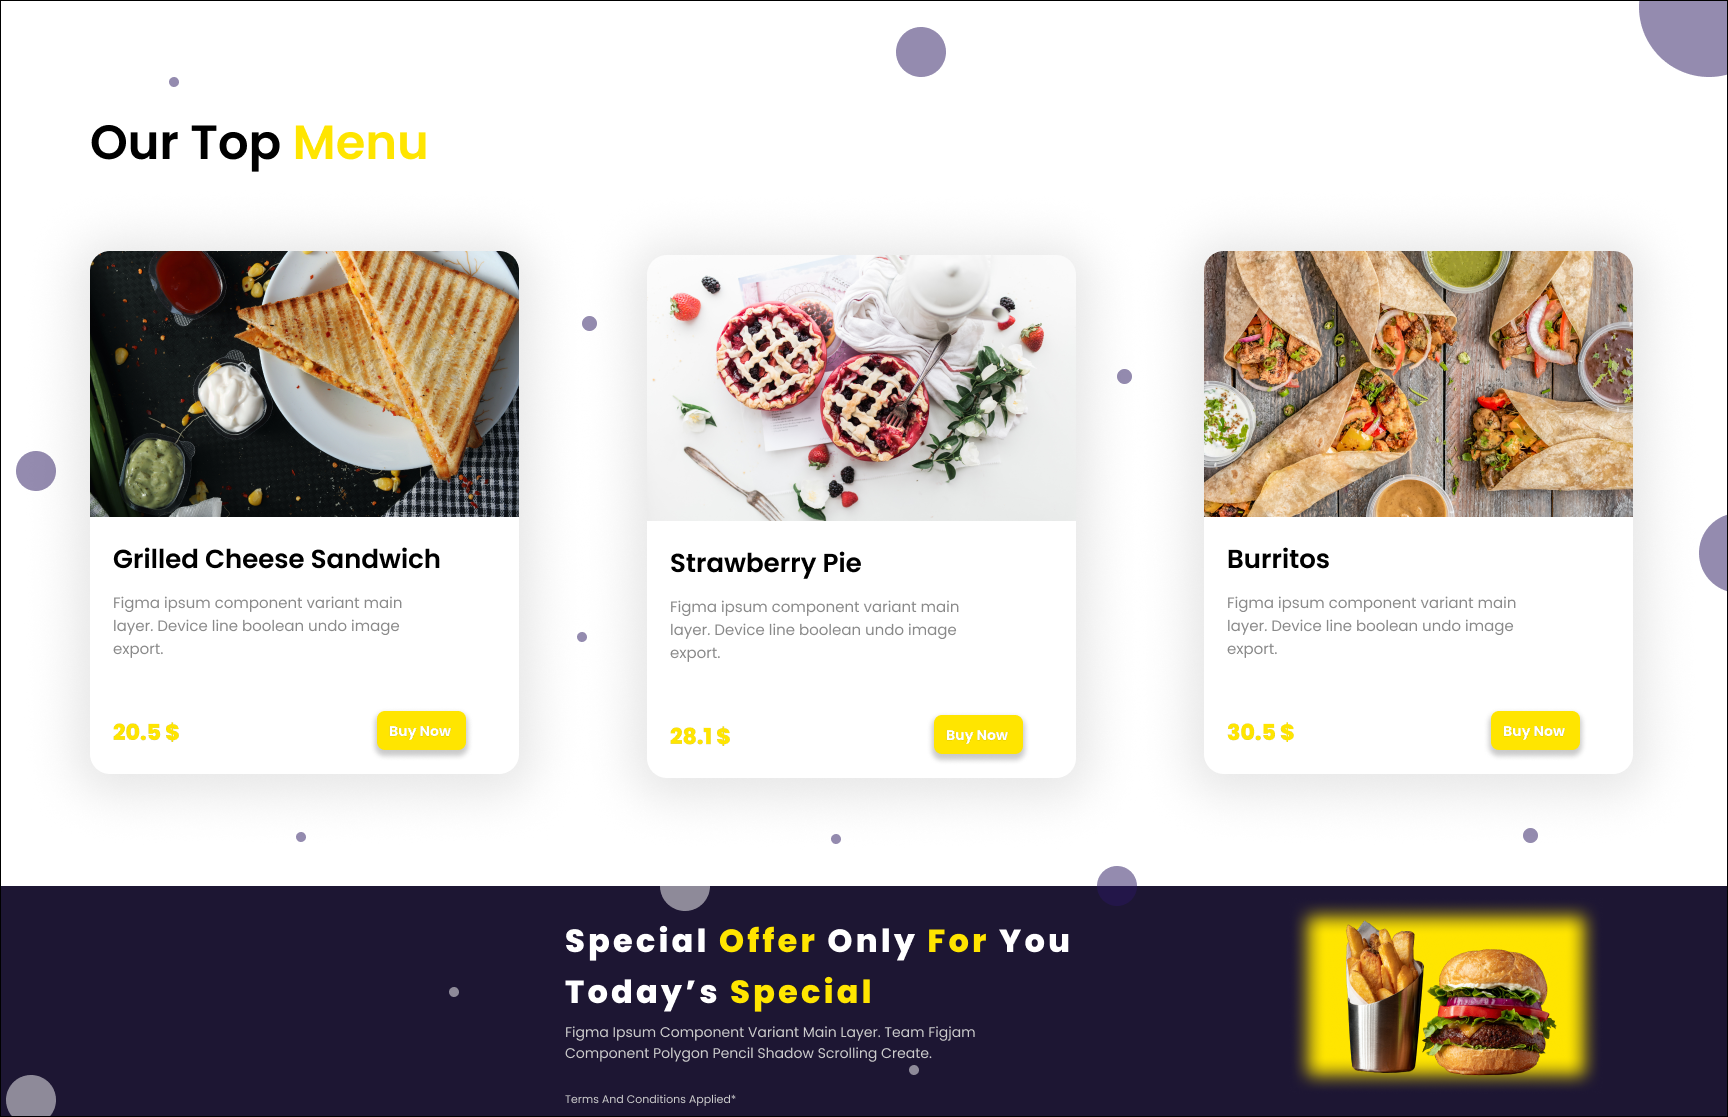 Our Top Menu
Grilled Cheese Sandwich
Figma ipsum component variant main
layer. Device line boolean undo image
export.
20.5 $
Buy Now
Strawberry Pie
Figma ipsum component variant main
layer. Device line boolean undo image
export.
28.1 $
Buy Now
Burritos
Figma ipsum component variant main
layer. Device line boolean undo image
export.
30.5 $
Buy Now
Special Offer Only For You
Today’s Special
Figma Ipsum Component Variant Main Layer. Team Figjam
Component Polygon Pencil Shadow Scrolling Create.
Terms And Conditions Applied*